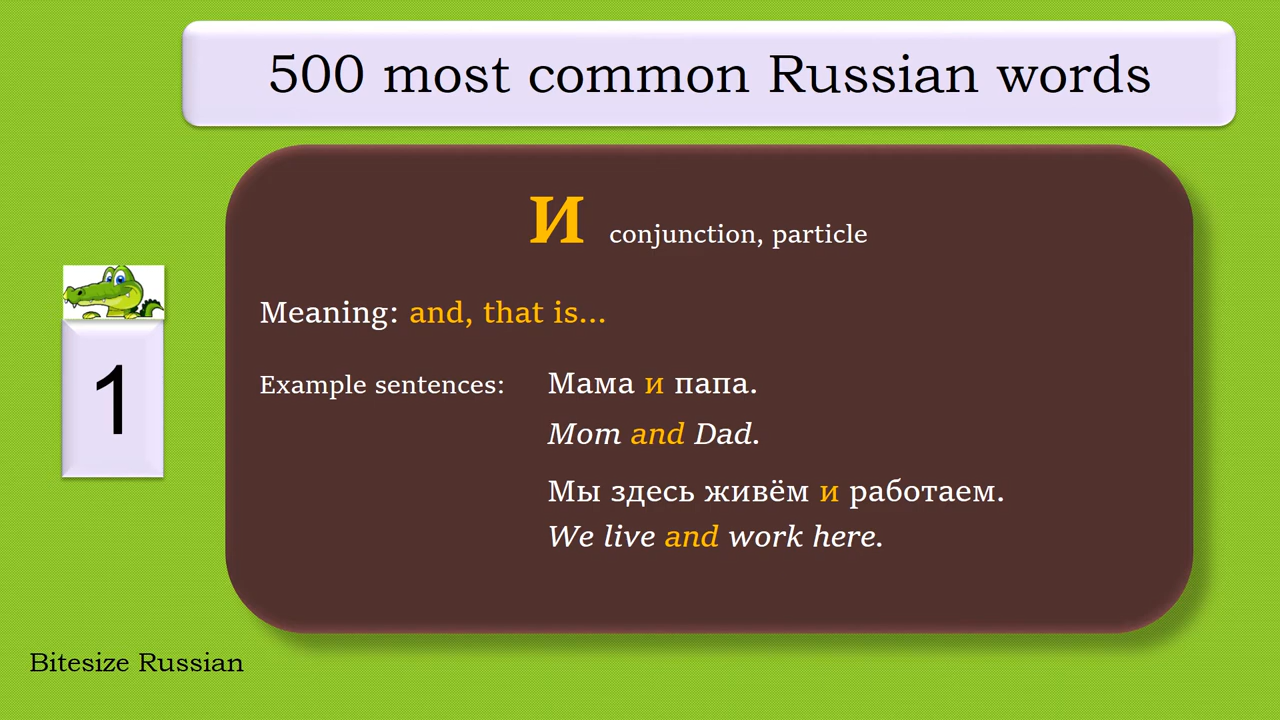 500 most common Russian words
И conjunction, particle
Meaning: and, that is...
Example sentences: Мама и папа.
Mom and Dad.
Мы здесь живём и работаем.
We live and work here.
1
Bitesize Russian